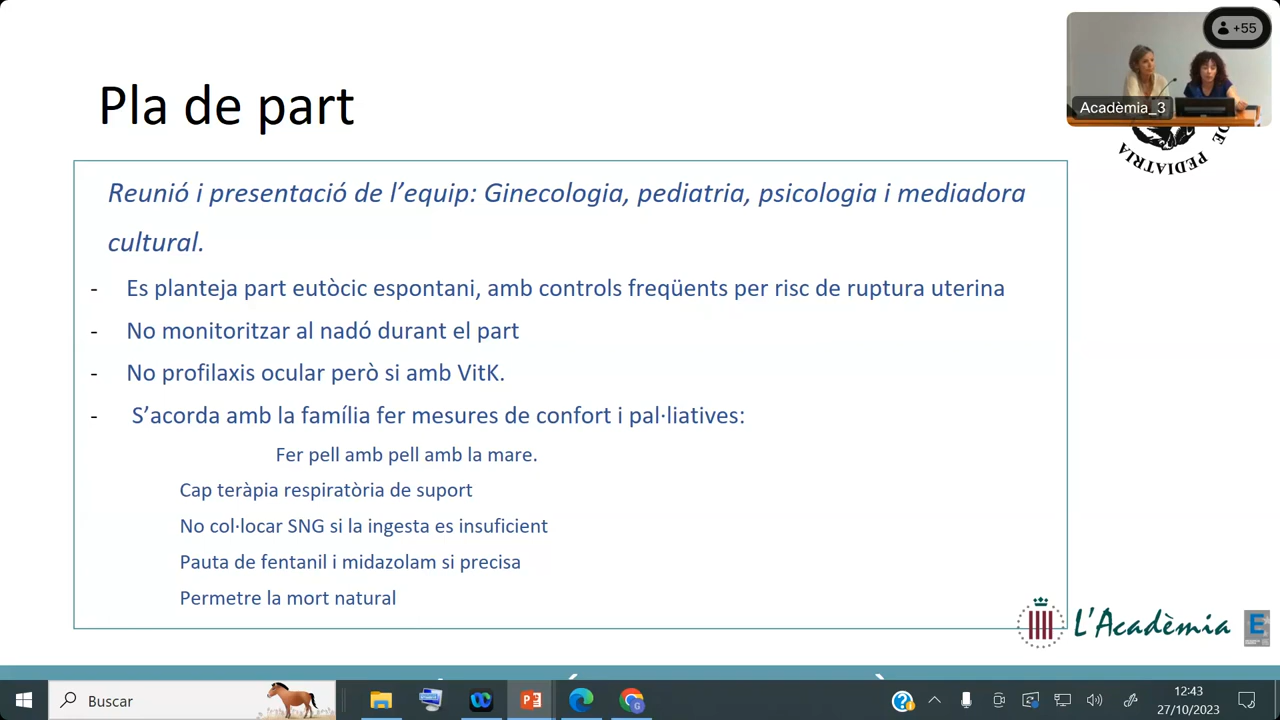 +55
Acadèmia_3
DE PEDIATRIA
Pla de part
Reunió i presentació de l’equip: Ginecologia, pediatria, psicologia i mediadora
cultural.
- Es planteja part eutòcic espontani, amb controls freqüents per risc de ruptura uterina
- No monitoritzar al nadó durant el part
- No profilaxis ocular però si amb VitK.
- S’acorda amb la família fer mesures de confort i pal·liatives:
Fer pell amb pell amb la mare.
Cap teràpia respiratòria de suport
No col·locar SNG si la ingesta es insuficient
Pauta de fentanil i midazolam si precisa
Permetre la mort natural
L’Acadèmia
E
Buscar
12:43
27/10/2023